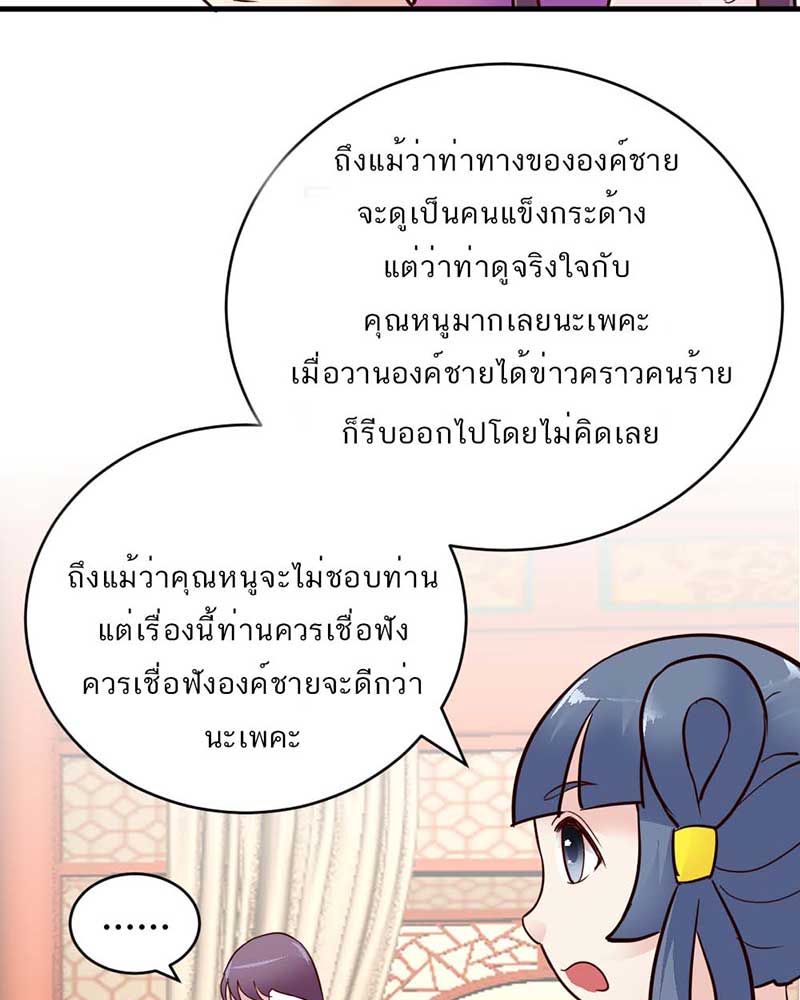 ถึงแม้ว่าท่าทางขององค์ชาย
จะดูเป็นคนแข็งกระด้าง
แต่ว่าท่าดูจริงใจกับ
คุณหนูมากเลยนะเพคะ
เมื่อวานองค์ชายได้ข่าวคราวคนร้าย
ก็รีบออกไปโดยไม่คิดเลย
ถึงแม้ว่าคุณหนูจะไม่ชอบท่าน
แต่เรื่องนี้ท่านควรเชื่อฟัง
ควรเชื่อฟังองค์ชายจะดีกว่า
นะเพคะ
......